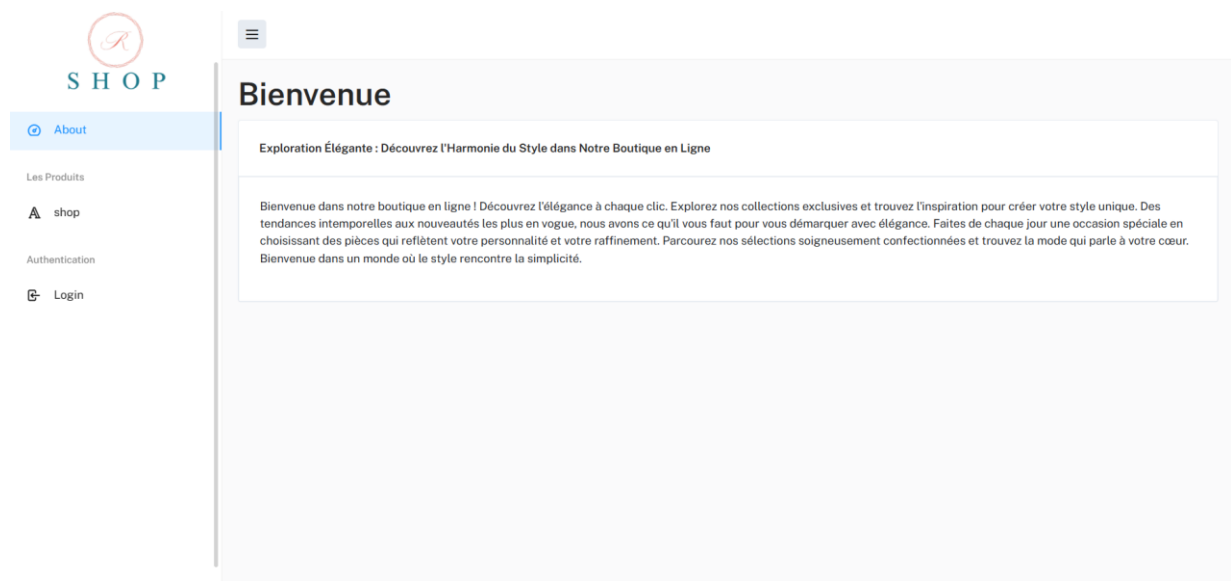 R
SHOP
About
Les Produits
shop
Authentication
Login
Bienvenue
Exploration Élégante : Découvrez l'Harmonie du Style dans Notre Boutique en Ligne
Bienvenue dans notre boutique en ligne ! Découvrez l'élégance à chaque clic. Explorez nos collections exclusives et trouvez l'inspiration pour créer votre style unique. Des
tendances intemporelles aux nouveautés les plus en vogue, nous avons ce qu'il vous faut pour vous démarquer avec élégance. Faites de chaque jour une occasion spéciale en
choisissant des pièces qui reflètent votre personnalité et votre raffinement. Parcourez nos sélections soigneusement confectionnées et trouvez la mode qui parle à votre cœur.
Bienvenue dans un monde où le style rencontre la simplicité.